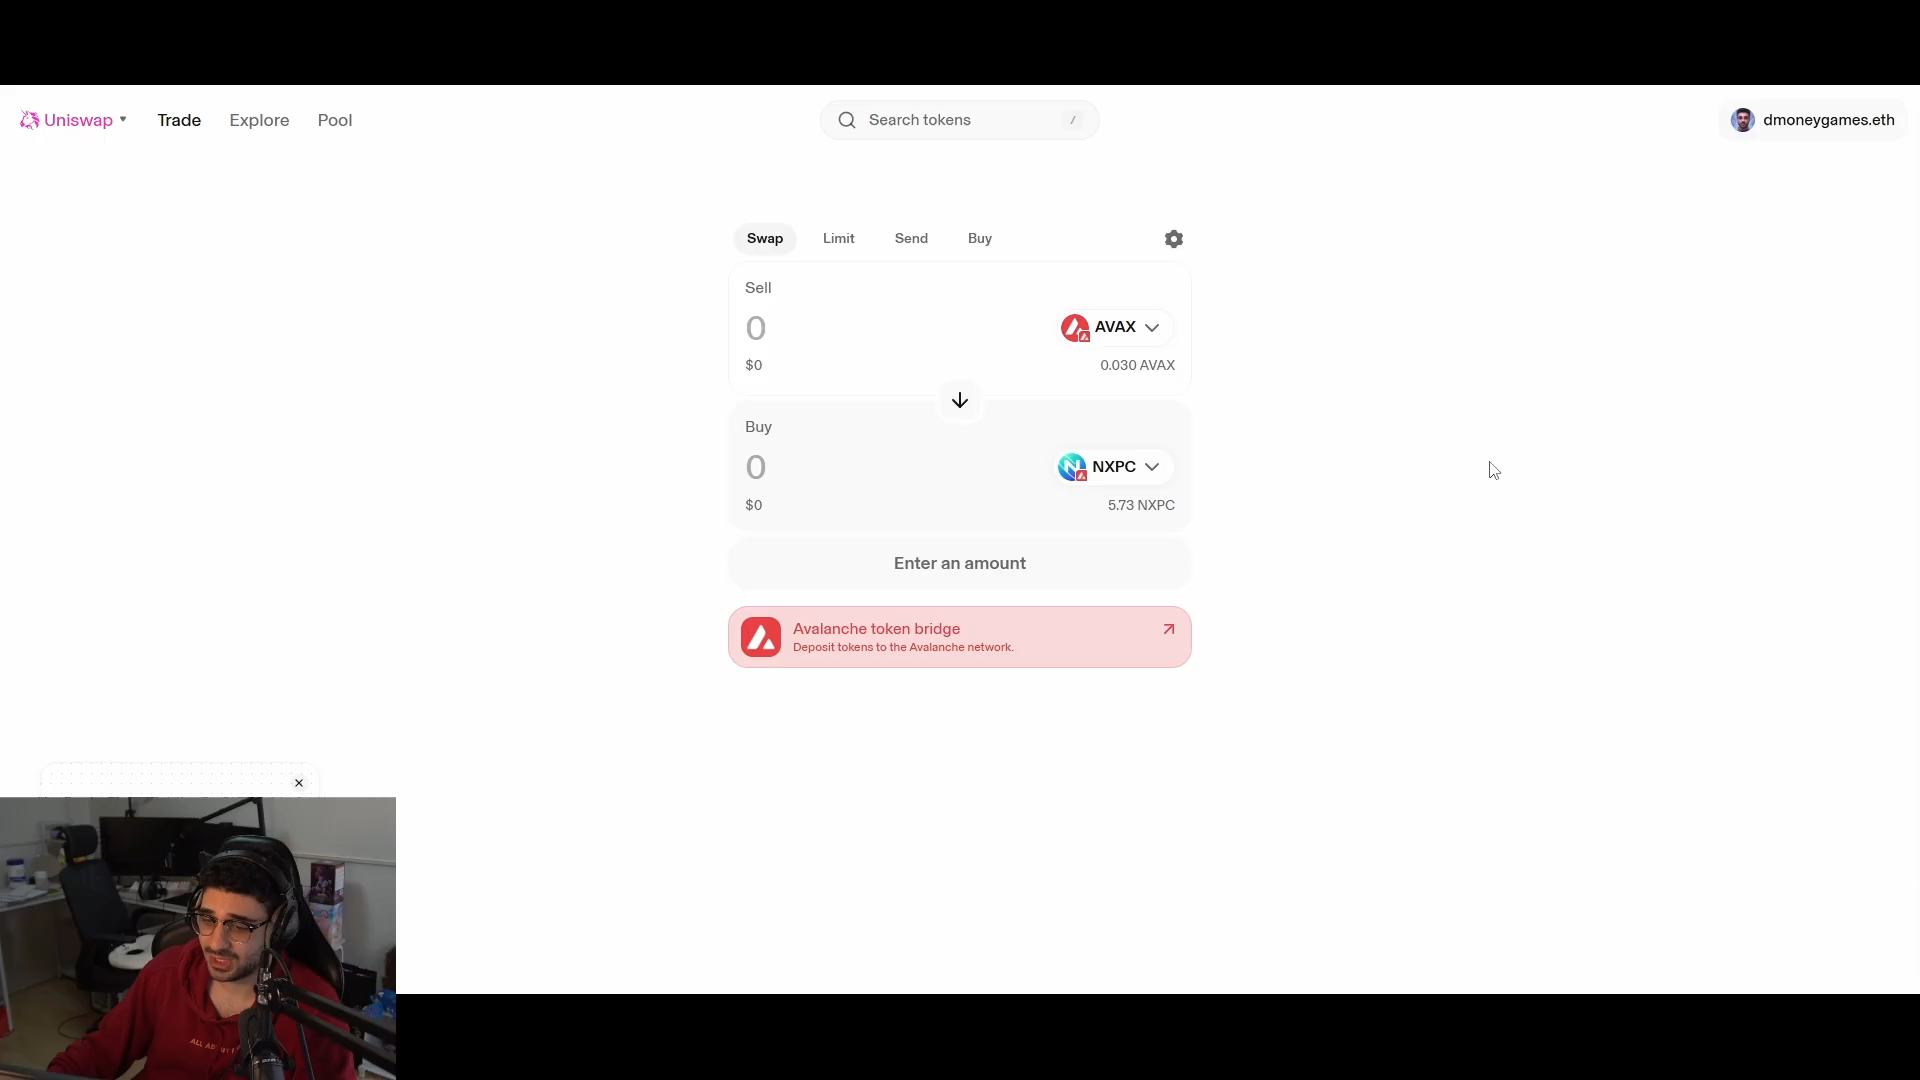 Uniswap
Trade
Explore
Pool
Search tokens
/
dmoneygames.eth
Swap
Limit
Send
Buy
Sell
0
AVAX
$0
0.030 AVAX
Buy
0
NXPC
$0
5.73 NXPC
Enter an amount
Avalanche token bridge
Deposit tokens to the Avalanche network.